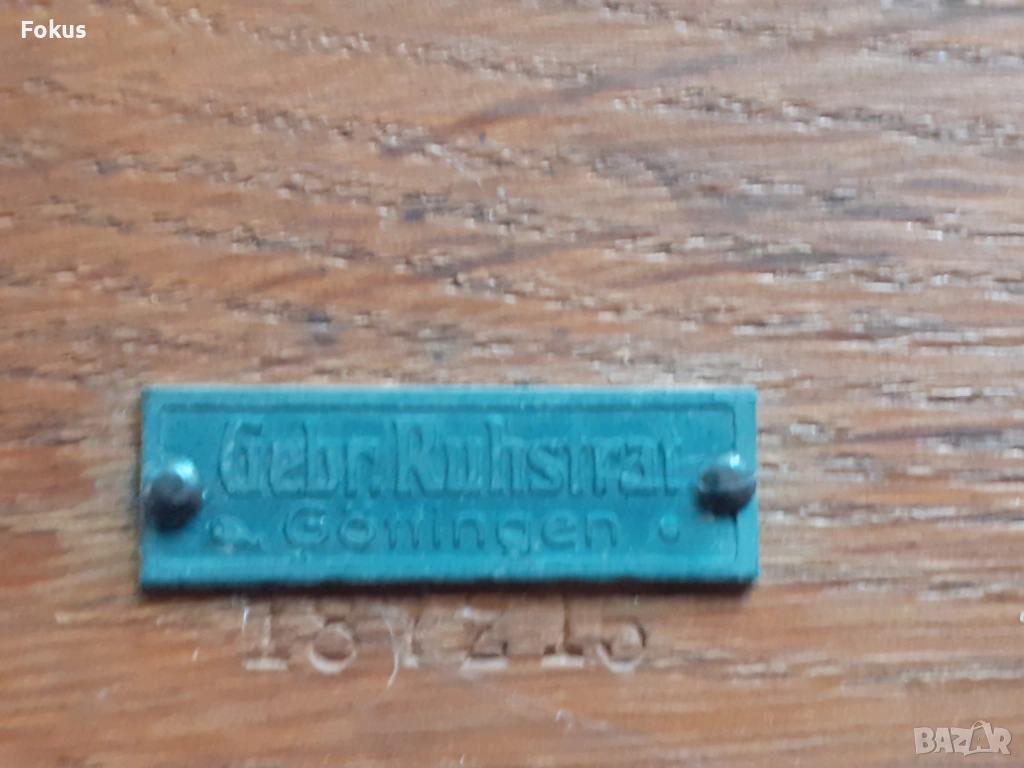 Fokus
Gebr. Ruhstrat
Göttingen
BAZAR